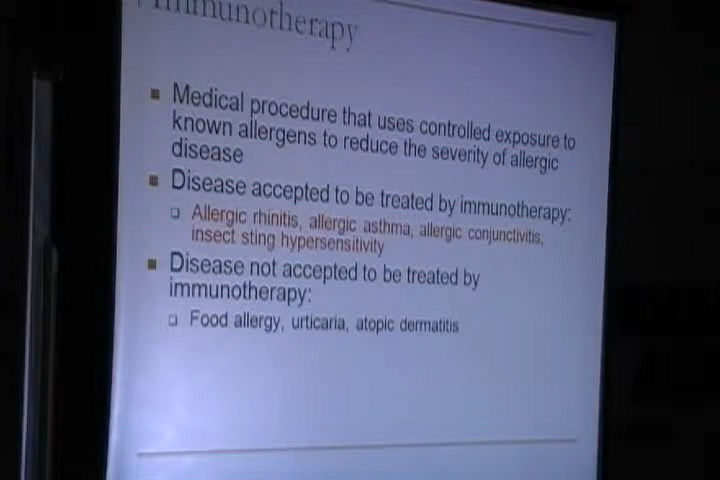 Immunotherapy
■ Medical procedure that uses controlled exposure to
known allergens to reduce the severity of allergic
disease
■ Disease accepted to be treated by immunotherapy:
❑ Allergic rhinitis, allergic asthma, allergic conjunctivitis,
insect sting hypersensitivity
■ Disease not accepted to be treated by
immunotherapy:
❑ Food allergy, urticaria, atopic dermatitis